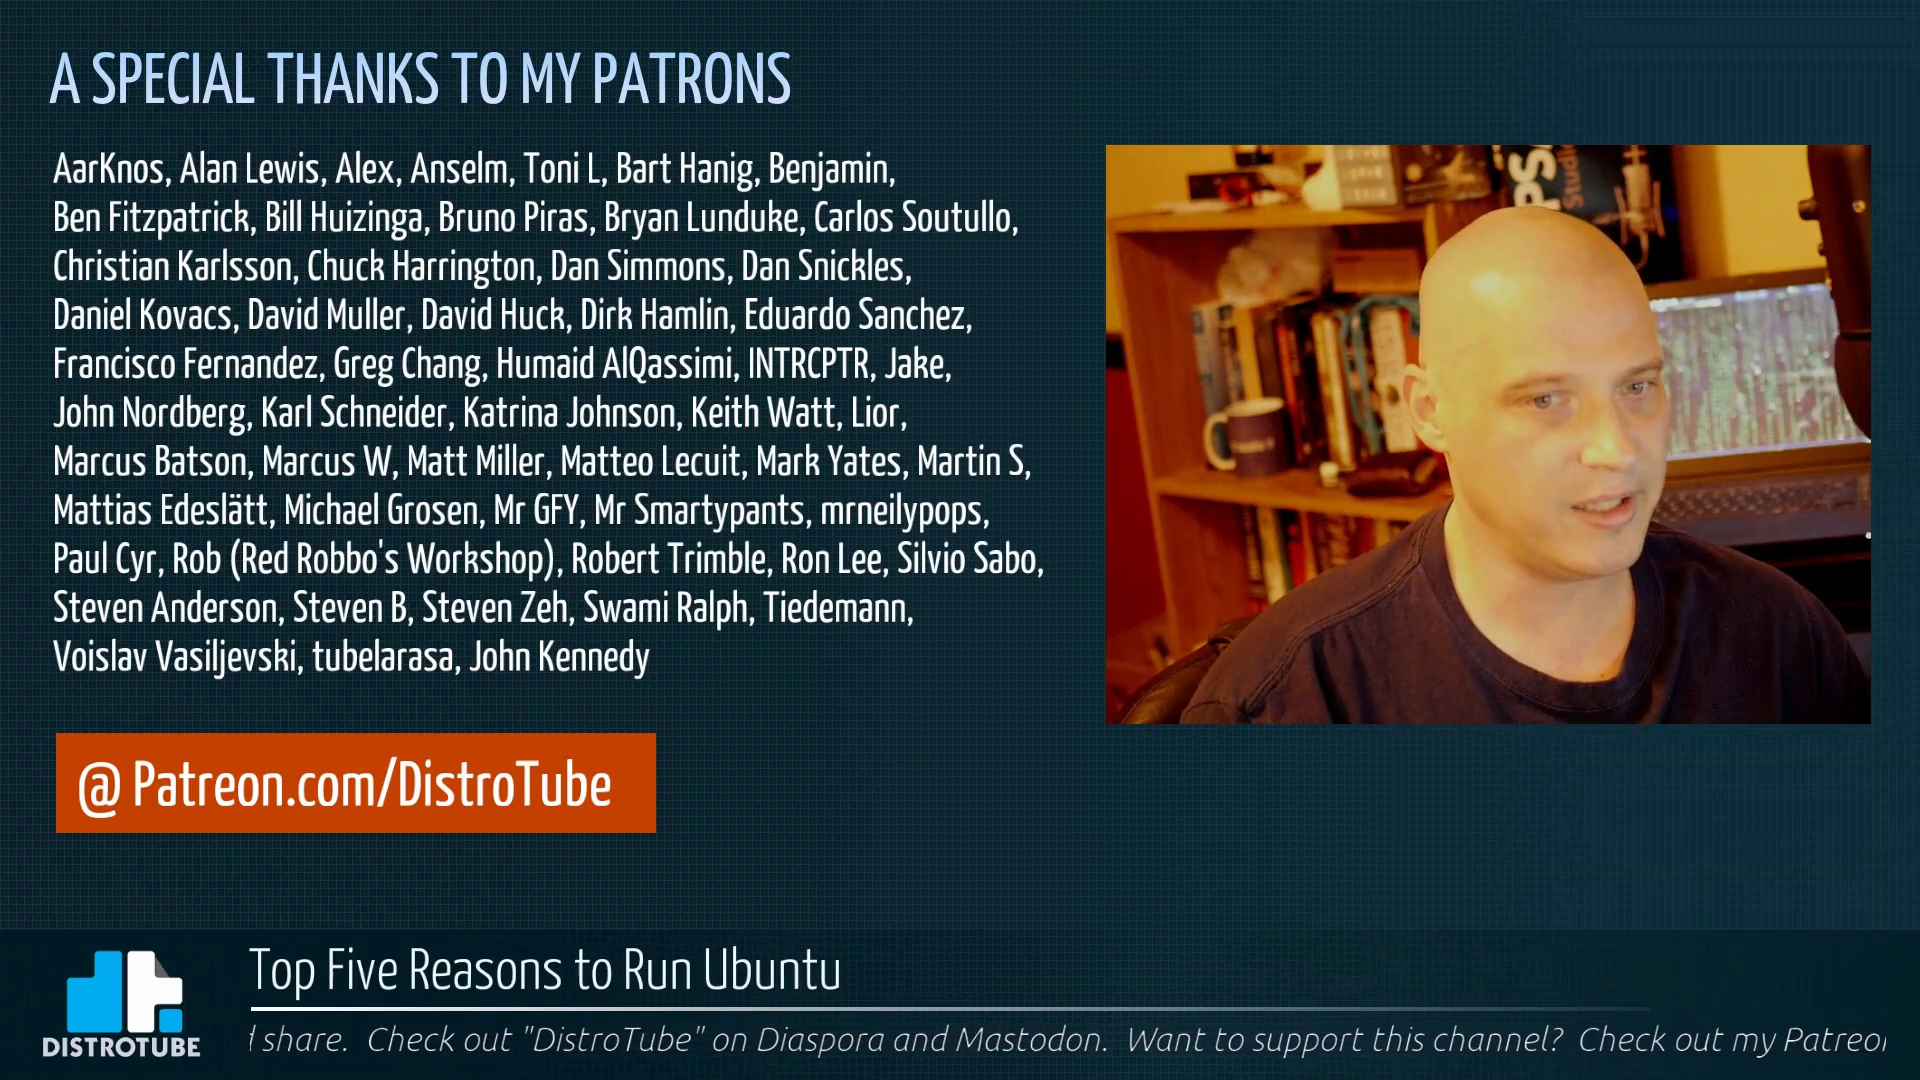 A SPECIAL THANKS TO MY PATRONS
AarKnos, Alan Lewis, Alex, Anselm, Toni L, Bart Hanig, Benjamin,
Ben Fitzpatrick, Bill Huizinga, Bruno Piras, Bryan Lunduke, Carlos Soutullo,
Christian Karlsson, Chuck Harrington, Dan Simmons, Dan Snickles,
Daniel Kovacs, David Muller, David Huck, Dirk Hamlin, Eduardo Sanchez,
Francisco Fernandez, Greg Chang, Humaid AlQassimi, INTRCPTR, Jake,
John Nordberg, Karl Schneider, Katrina Johnson, Keith Watt, Lior,
Marcus Batson, Marcus W, Matt Miller, Matteo Lecuit, Mark Yates, Martin S,
Mattias Edeslätt, Michael Grosen, Mr GFY, Mr Smartypants, mrneilypops,
Paul Cyr, Rob (Red Robbo's Workshop), Robert Trimble, Ron Lee, Silvio Sabo,
Steven Anderson, Steven B, Steven Zeh, Swami Ralph, Tiedemann,
Voislav Vasiljevski, tubelarasa, John Kennedy
@ Patreon.com/DistroTube
PS
Studio
Top Five Reasons to Run Ubuntu
share. Check out "DistroTube" on Diaspora and Mastodon. Want to support this channel? Check out my Patreo
DISTROTUBE